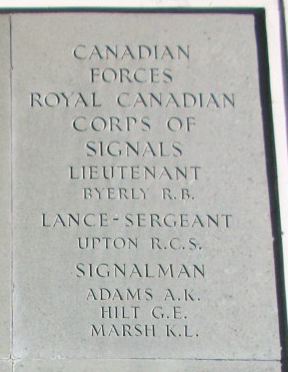 CANADIAN
FORCES
ROYAL CANADIAN
CORPS OF
SIGNALS
LIEUTENANT
BYERLY R.B.
LANCE-SERGEANT
UPTON R.C.S.
SIGNALMAN
ADAMS A.K.
HILT G.E.
MARSH K.L.